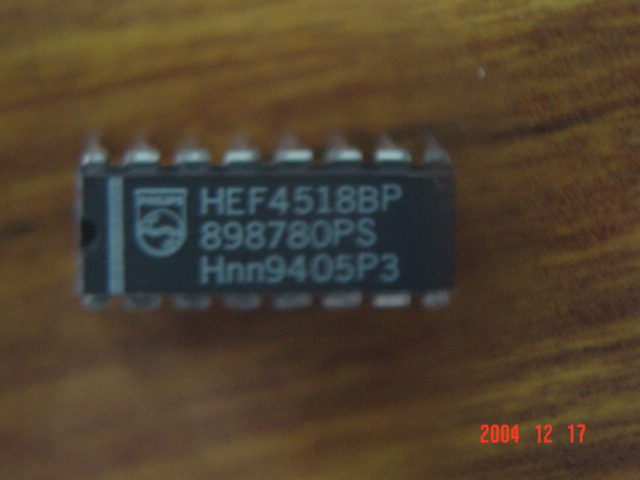 PHILIPS
HEF4518BP
898780PS
Hnn9405P3
2004 12 17